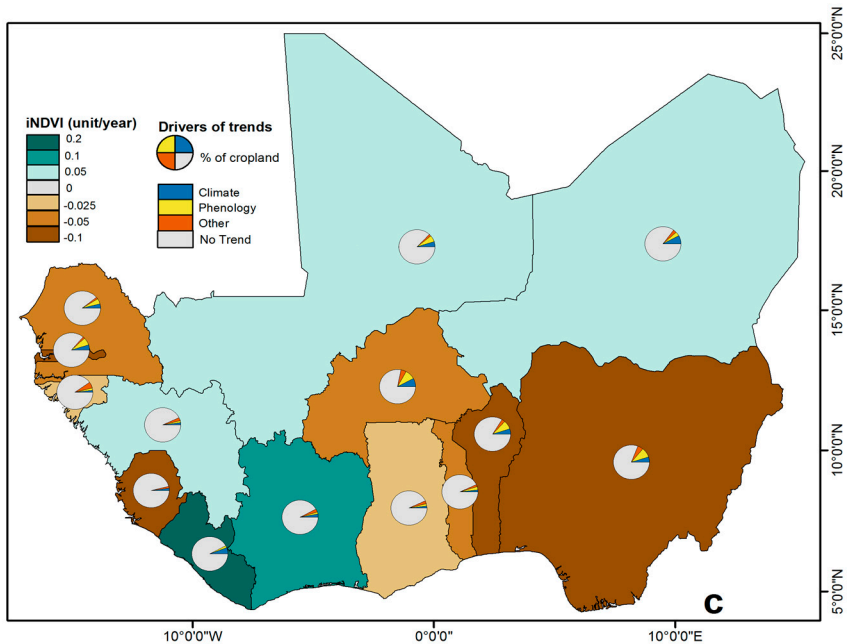 iNDVI (unit/year)
0.2
0.1
0.05
0
-0.025
-0.05
-0.1
Drivers of trends
% of cropland
Climate
Phenology
Other
No Trend
25°0'0"N
20°0'0"N
15°0'0"N
10°0'0"N
5°0'0"N
C
10°0'0"W
0°0'0"
10°0'0"E